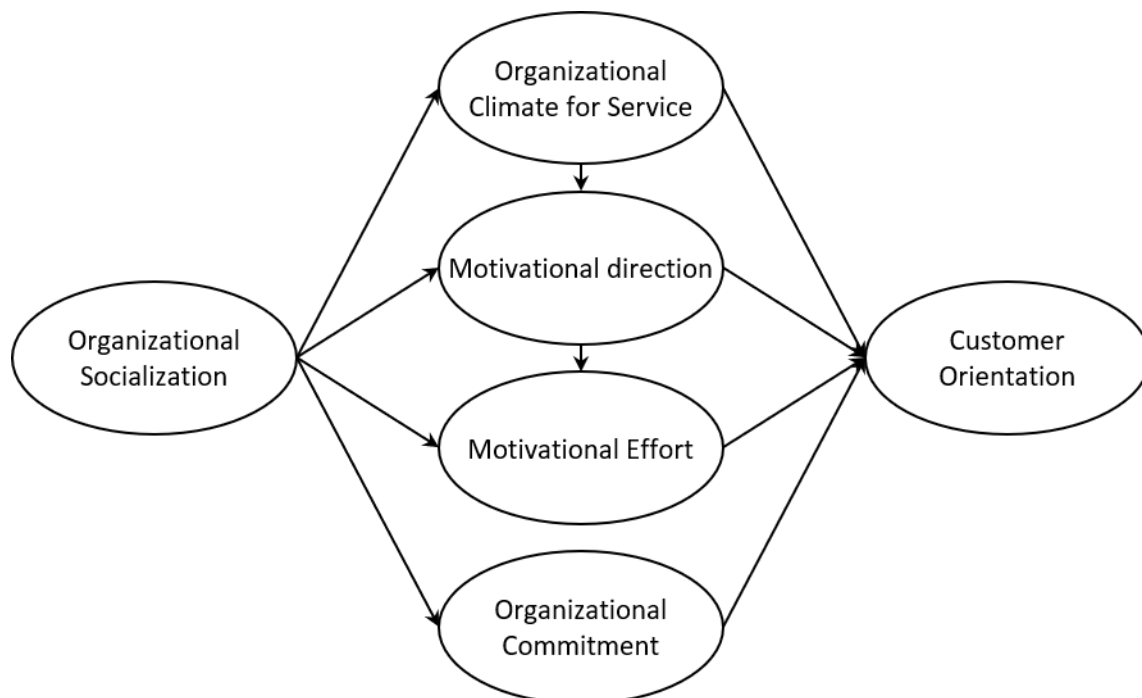 Organizational
Climate for Service
Motivational direction
Organizational
Socialization
Customer
Orientation
Motivational Effort
Organizational
Commitment